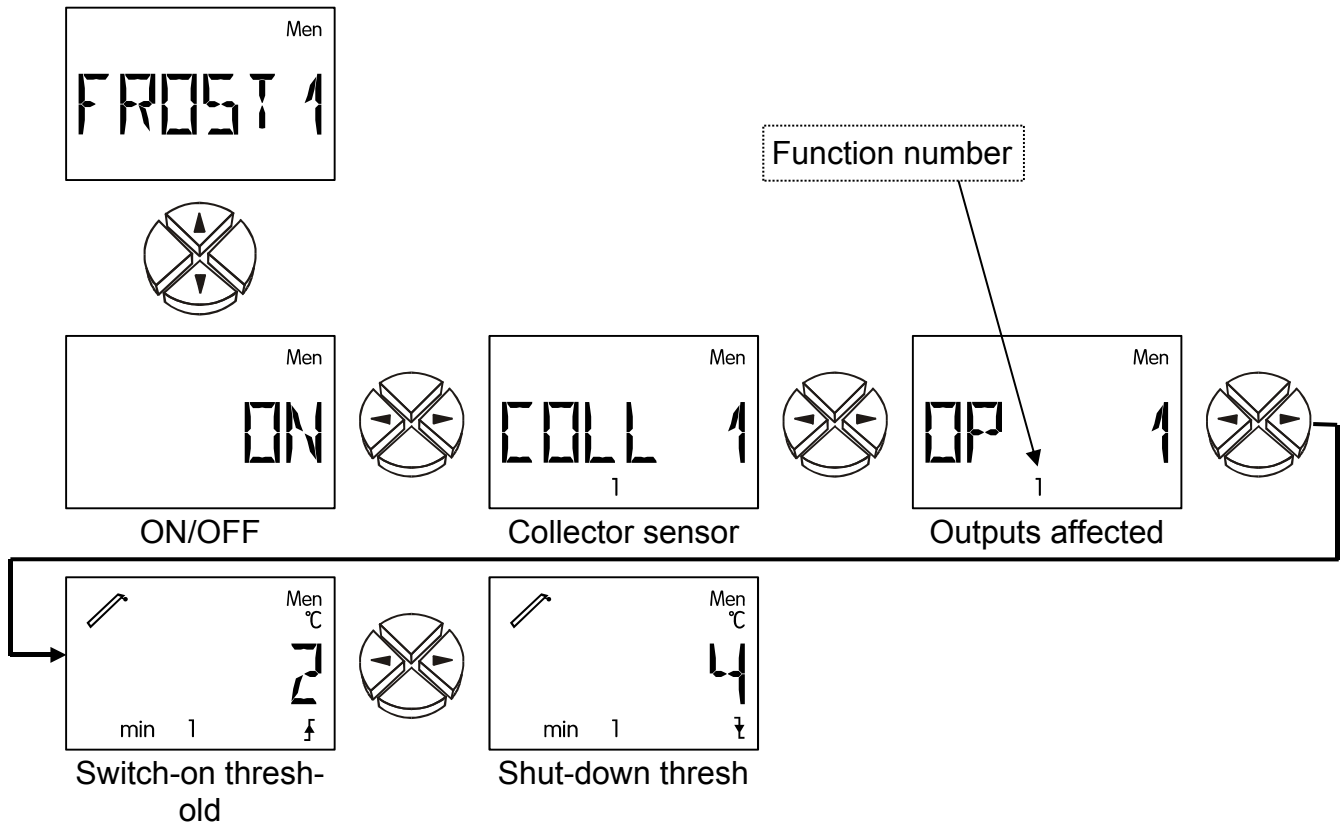 Men
FROST 1
Function number
Men
ON
Men
COLL 1
1
Men
OP 1
1
ON/OFF
Collector sensor
Outputs affected
Men
°C
2
min 1
Men
°C
4
min 1
Switch-on thresh-
old
Shut-down thresh